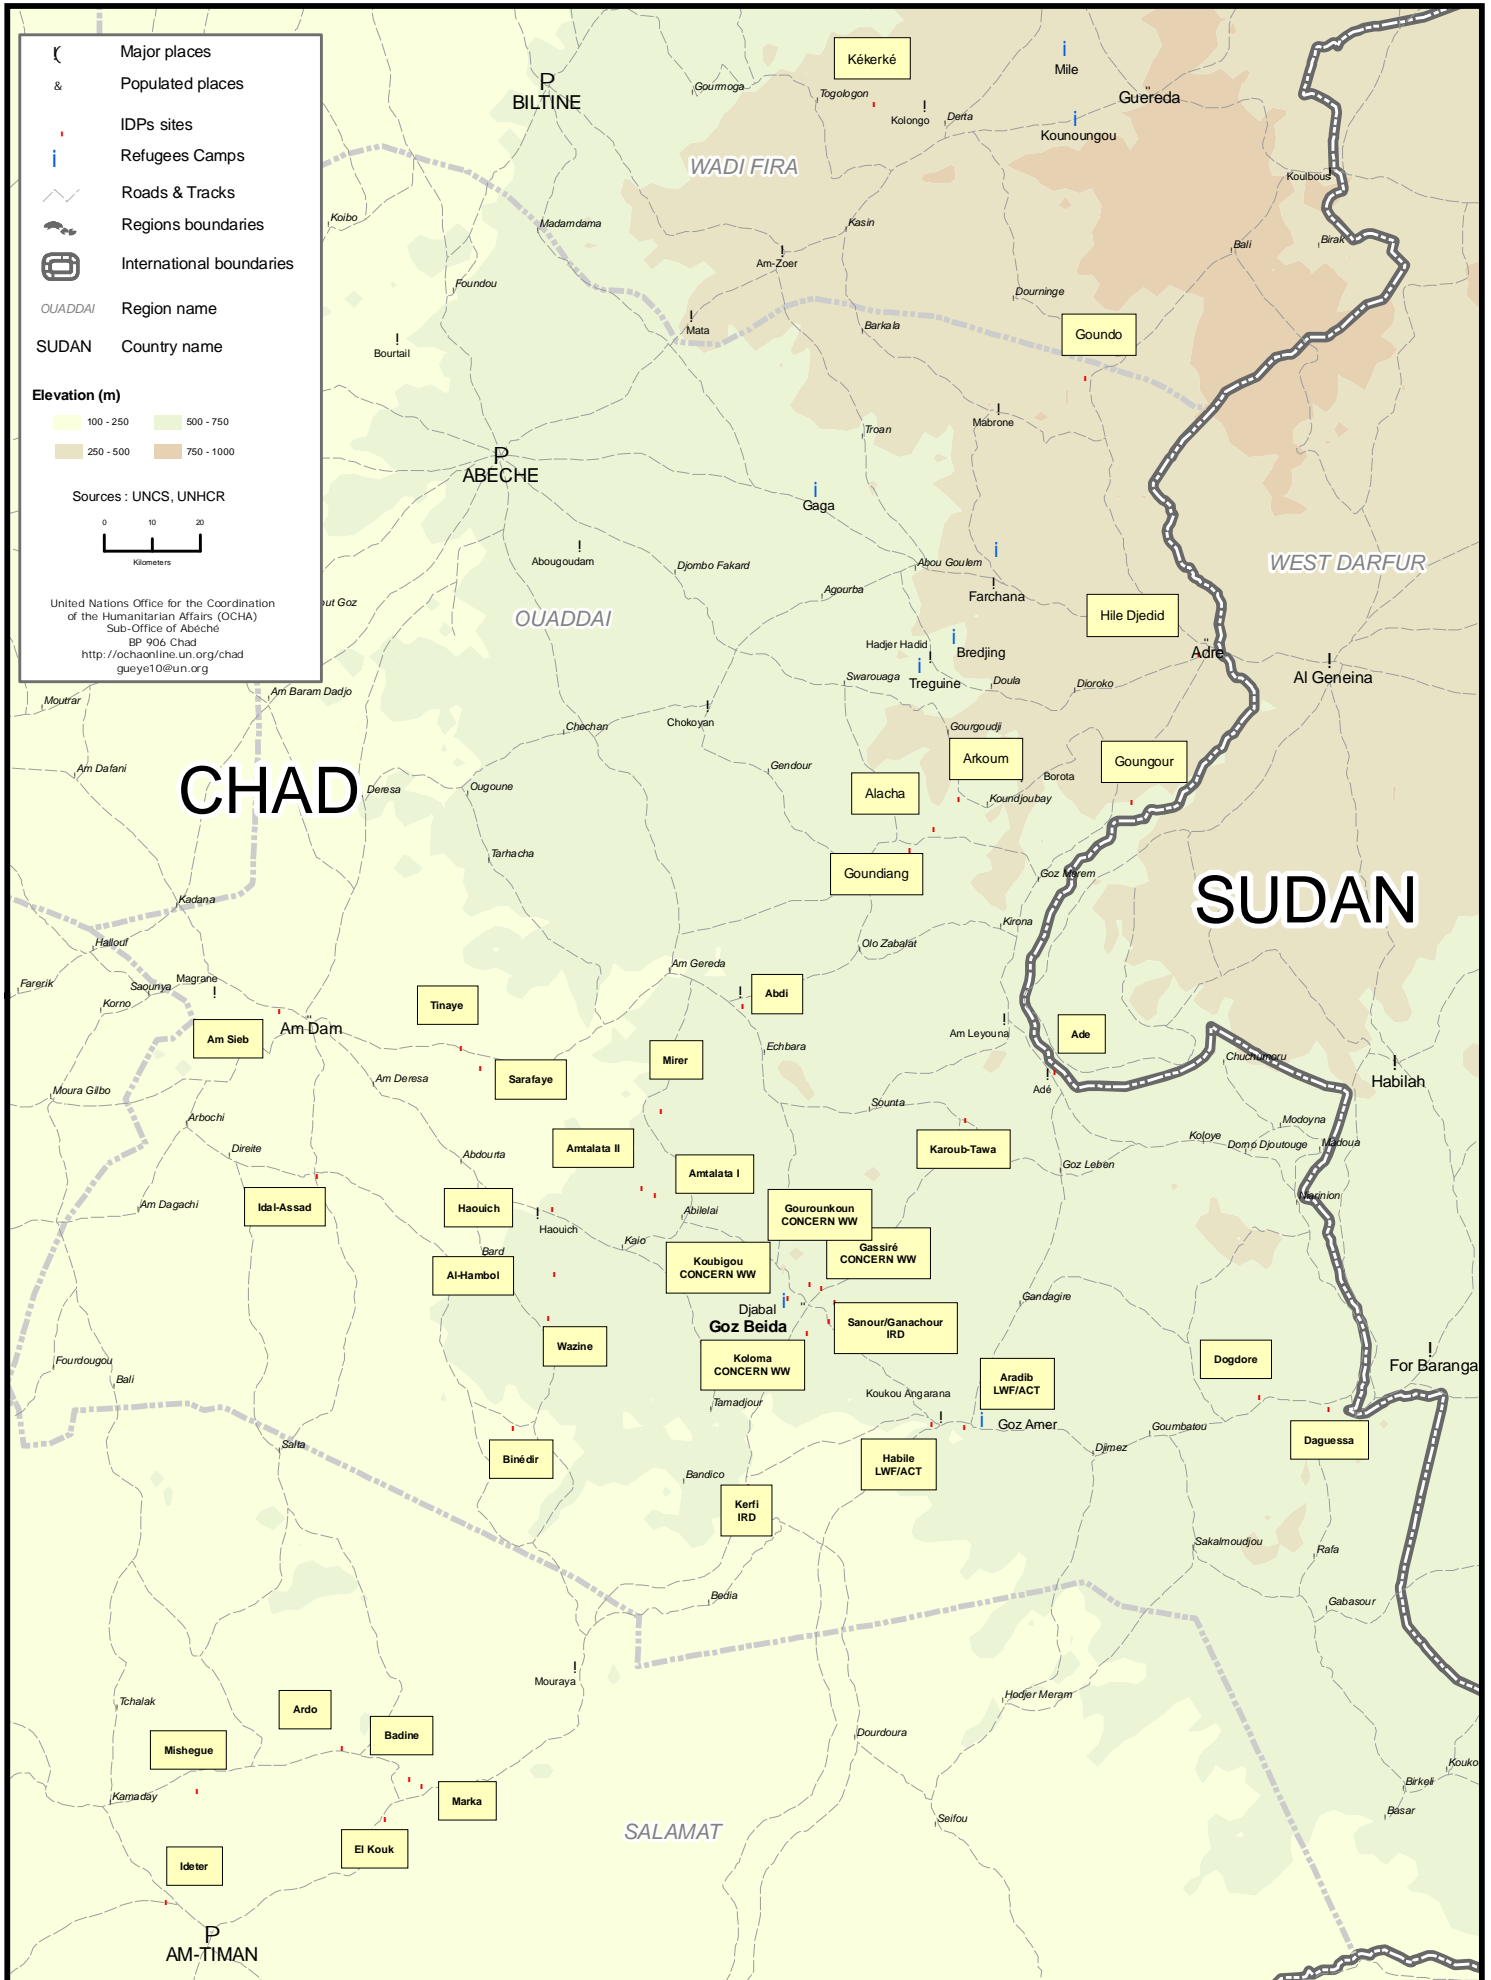 Major places
& Populated places
IDPs sites
Refugees Camps
Roads & Tracks
Regions boundaries
International boundaries
OUADDAI Region name
SUDAN Country name
Elevation (m)
100 - 250
500 - 750
250 - 500
750 - 1000
Sources : UNCS, UNHCR
0 10 20
Kilometers
United Nations Office for the Coordination
of the Humanitarian Affairs (OCHA)
Sub-Office of Abéché
BP 906 Chad
http://ochaonline.un.org/chad
gueye10@un.org
P
BILTINE
Kékerké
Mile
Gourmoga
Togologon
Kolongo
Derta
Guereda
Kounoungou
WADI FIRA
Koulbous
Koibo
Madamdama
Kasin
Am-Zoer
Bali
Birak
Foundou
Dourninge
Mata
Barkala
Goundo
Bourtail
Mabrone
Troan
P
ABECHE
Gaga
Abougoudam
Djombo Fakard
Abou Goulem
WEST DARFUR
Agourba
Farchana
out Goz
OUADDAI
Hile Djedid
Hadjer Hadid
Bredjing
Adre
Treguine
Al Geneina
Swarouaga
Doula
Dioroko
Moutrar
Am Baram Dadjo
Chechan
Chokoyan
Gourgoudji
Am Dafani
CHAD
Deresa
Ougoune
Gendour
Arkoum
Borota
Goungour
Alacha
Koundjoubay
Tarhacha
Goundiang
Goz Merem
SUDAN
Kadana
Kirona
Hallouf
Olo Zabalat
Am Gereda
Farerik
Saounya
Magrane
Korno
Tinaye
Abdi
Am Dam
Am Sieb
Am Leyouna
Ade
Echbara
Mirer
Chuchumoru
Sarafaye
Am Deresa
Adé
Habilah
Moura Gilbo
Sounta
Arbochi
Modoyna
Koloye
Domo Djoutouge
Madoua
Direite
Amtalata II
Karoub-Tawa
Abdourta
Goz Leben
Amtalata I
Niarinion
Am Dagachi
Idal-Assad
Haouich
Haouich
Abilelai
Gourounkoun
CONCERN WW
Kaio
Bard
Gassiré
CONCERN WW
Koubigou
CONCERN WW
Al-Hambol
Gandagire
Djabal
Goz Beida
Sanour/Ganachour
IRD
Wazine
Koloma
CONCERN WW
Dogdore
For Baranga
Fourdougou
Bali
Aradib
LWF/ACT
Koukou Angarana
Tamadjour
Goz Amer
Goumbatou
Daguessa
Salta
Djimez
Binédir
Habile
LWF/ACT
Bandico
Kerfi
IRD
Sakalmoudjou
Rafa
Bedia
Gabasour
Mouraya
Tchalak
Ardo
Hodjer Meram
Badine
Dourdoura
Mishegue
Kouko
Kamaday
Marka
Birkeli
Basar
Seifou
SALAMAT
El Kouk
Ideter
P
AM-TIMAN